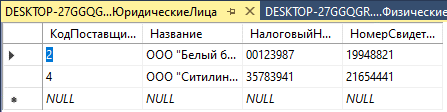 DESKTOP-27GGQG...ЮридическиеЛица DESKTOP-27GGQGR....Физические
КодПоставщи... Название НалоговыйН... НомерСвидет...
2 ООО "Белый б... 00123987 19948821
4 ООО "Ситилин... 35783941 21654441
NULL NULL NULL NULL